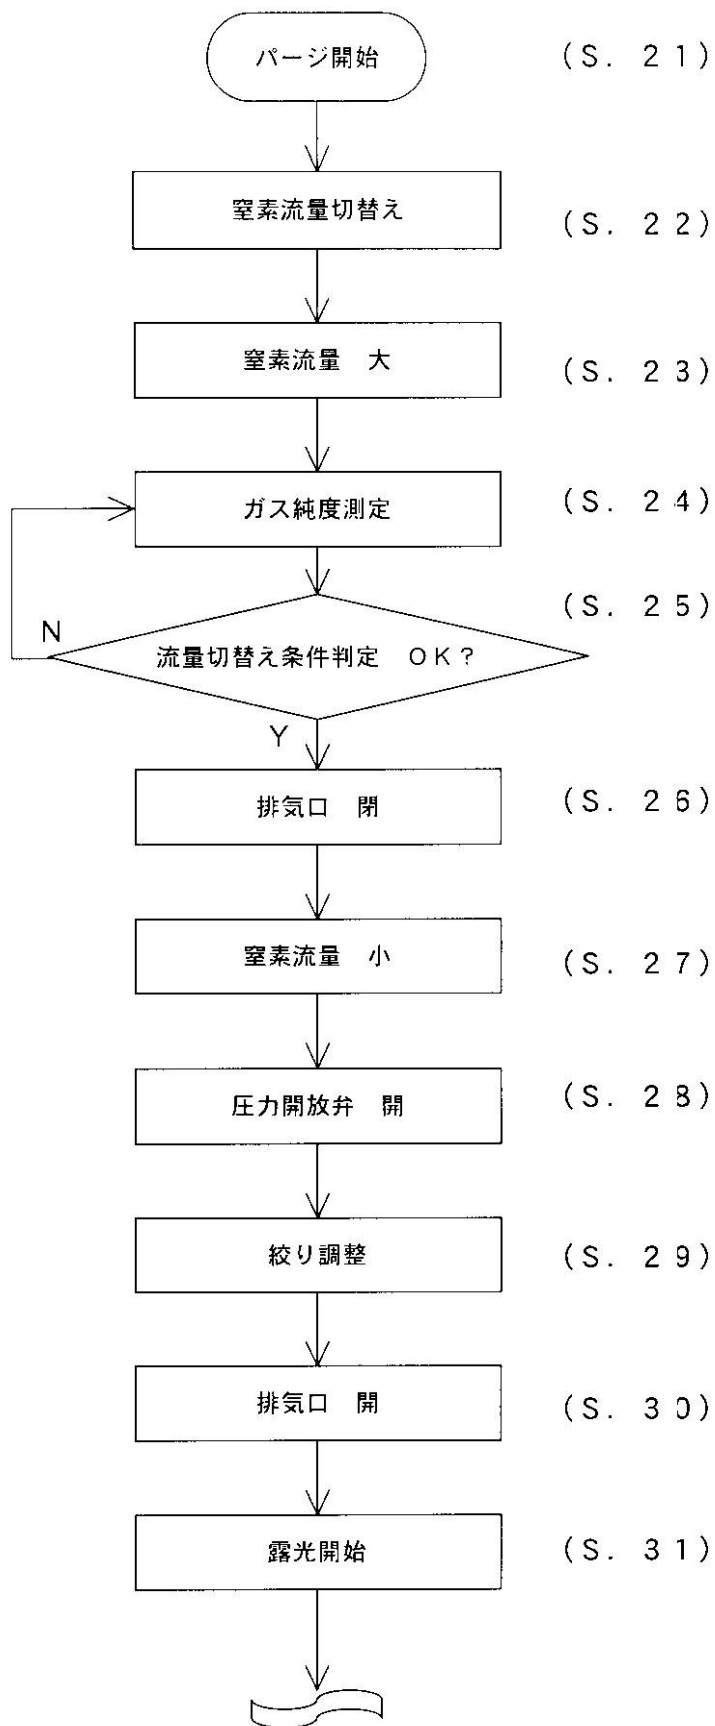 パージ開始 (S. 21)
窒素流量切替え (S. 22)
窒素流量 大 (S. 23)
ガス純度測定 (S. 24)
(S. 25)
N
流量切替え条件判定 OK?
Y
排気口 閉 (S. 26)
窒素流量 小 (S. 27)
圧力開放弁 開 (S. 28)
絞り調整 (S. 29)
排気口 開 (S. 30)
露光開始 (S. 31)